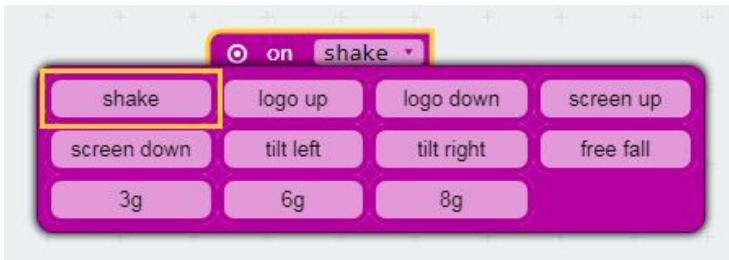 on shake
shake logo up logo down screen up
screen down tilt left tilt right free fall
3g 6g 8g